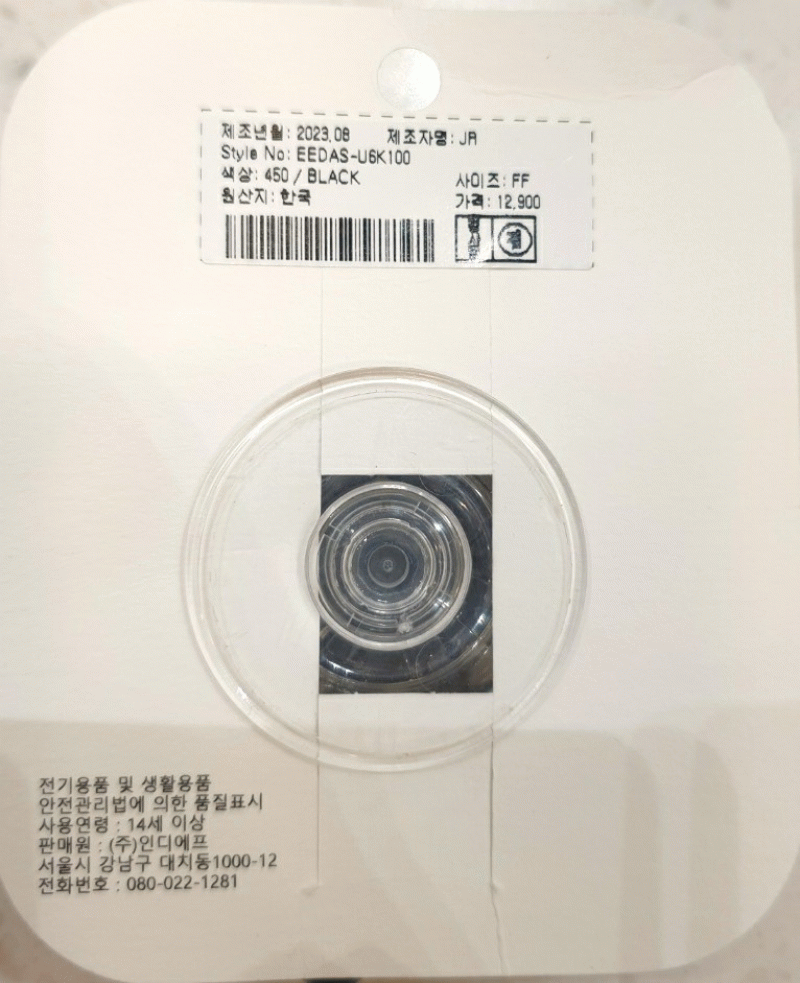 제조년월: 2023.08 제조자명: JR
Style No: EEDAS-U6K100
색상: 450 / BLACK 사이즈: FF
원산지: 한국 가격: 12,900
전기용품 및 생활용품
안전관리법에 의한 품질표시
사용연령 : 14세 이상
판매원 : (주)인디에프
서울시 강남구 대치동1000-12
전화번호 : 080-022-1281